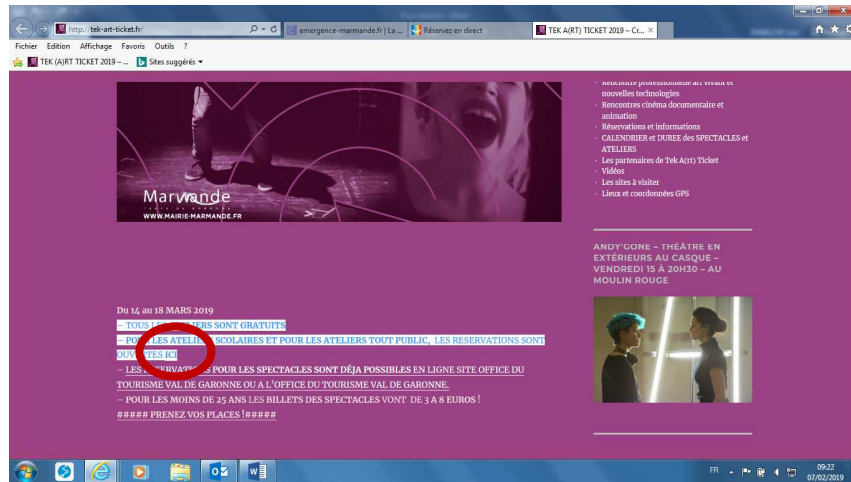 http://tek-art-ticket.fr/
emergence-marmande.fr | La ...
Réservez en direct
TEK A(RT) TICKET 2019 – Cr...
Fichier Edition Affichage Favoris Outils ?
TEK (A)RT TICKET 2019 – ...
Sites suggérés
Marmande
WWW.MAIRIE-MARMANDE.FR
Du 14 au 18 MARS 2019
– TOUS LES ATELIERS SONT GRATUITS
– POUR LES ATELIERS SCOLAIRES ET POUR LES ATELIERS TOUT PUBLIC, LES RESERVATIONS SONT
OUVERTES ICI
– LES RESERVATIONS POUR LES SPECTACLES SONT DÉJA POSSIBLES EN LIGNE SITE OFFICE DU
TOURISME VAL DE GARONNE OU A L'OFFICE DU TOURISME VAL DE GARONNE.
– POUR LES MOINS DE 25 ANS LES BILLETS DES SPECTACLES VONT DE 3 A 8 EUROS !
##### PRENEZ VOS PLACES !#####
Rencontre professionnelle art vivant et
nouvelles technologies
Rencontres cinéma documentaire et
animation
Réservations et informations
CALENDRIER et DUREE des SPECTACLES et
ATELIERS
Les partenaires de Tek A(rt) Ticket
Vidéos
Les sites à visiter
Lieux et coordonnées GPS
ANDY'GONE – THÉÂTRE EN
EXTÉRIEURS AU CASQUE –
VENDREDI 15 À 20H30 – AU
MOULIN ROUGE
FR
09:22
07/02/2019